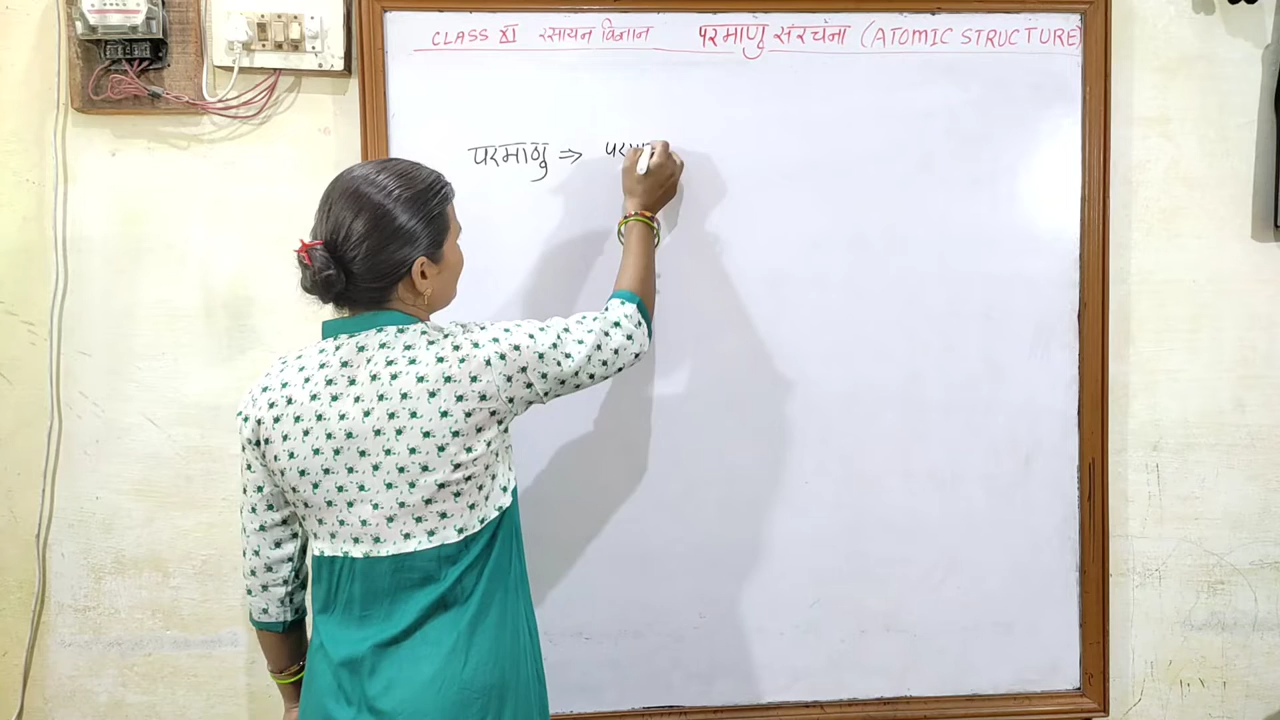 CLASS XI रसायन विज्ञान परमाणु संरचना (ATOMIC STRUCTURE)
परमाणु ⇒